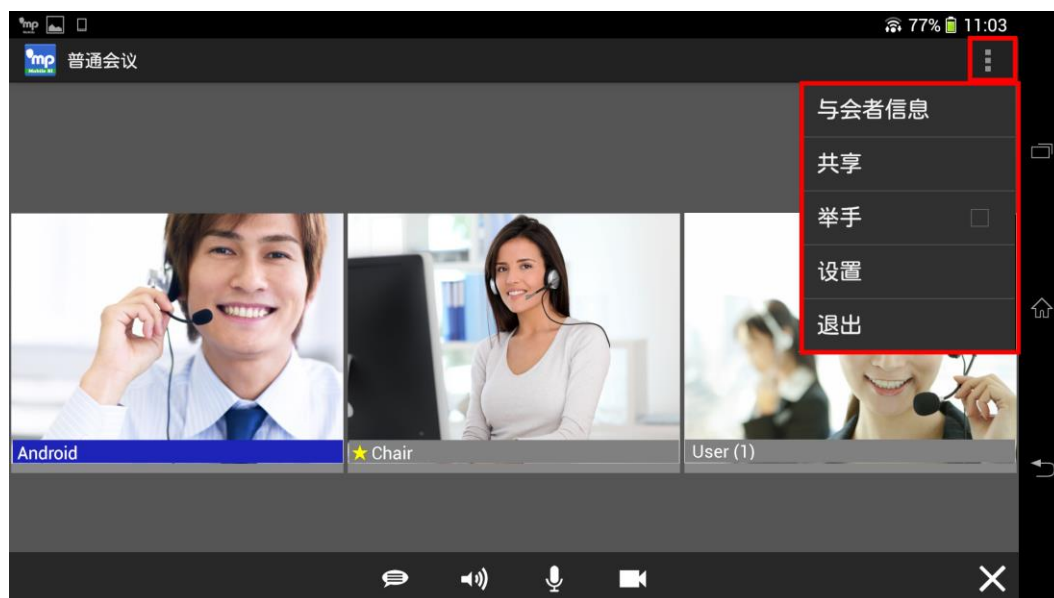 mp
77% 11:03
mp
普通会议
与会者信息
共享
举手
设置
退出
Android
Chair
User (1)